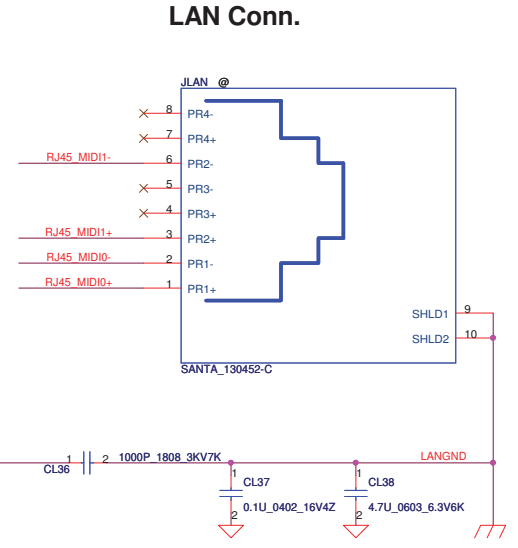 LAN Conn.
JLAN @
8 PR4-
7 PR4+
RJ45_MIDI1- 6 PR2-
5 PR3-
4 PR3+
RJ45_MIDI1+ 3 PR2+
RJ45_MIDI0- 2 PR1-
RJ45_MIDI0+ 1 PR1+
SHLD1 9
SHLD2 10
SANTA_130452-C
1 2 1000P_1808_3KV7K LANGND
CL36
1 CL37 1 CL38
0.1U_0402_16V4Z 4.7U_0603_6.3V6K
2 2